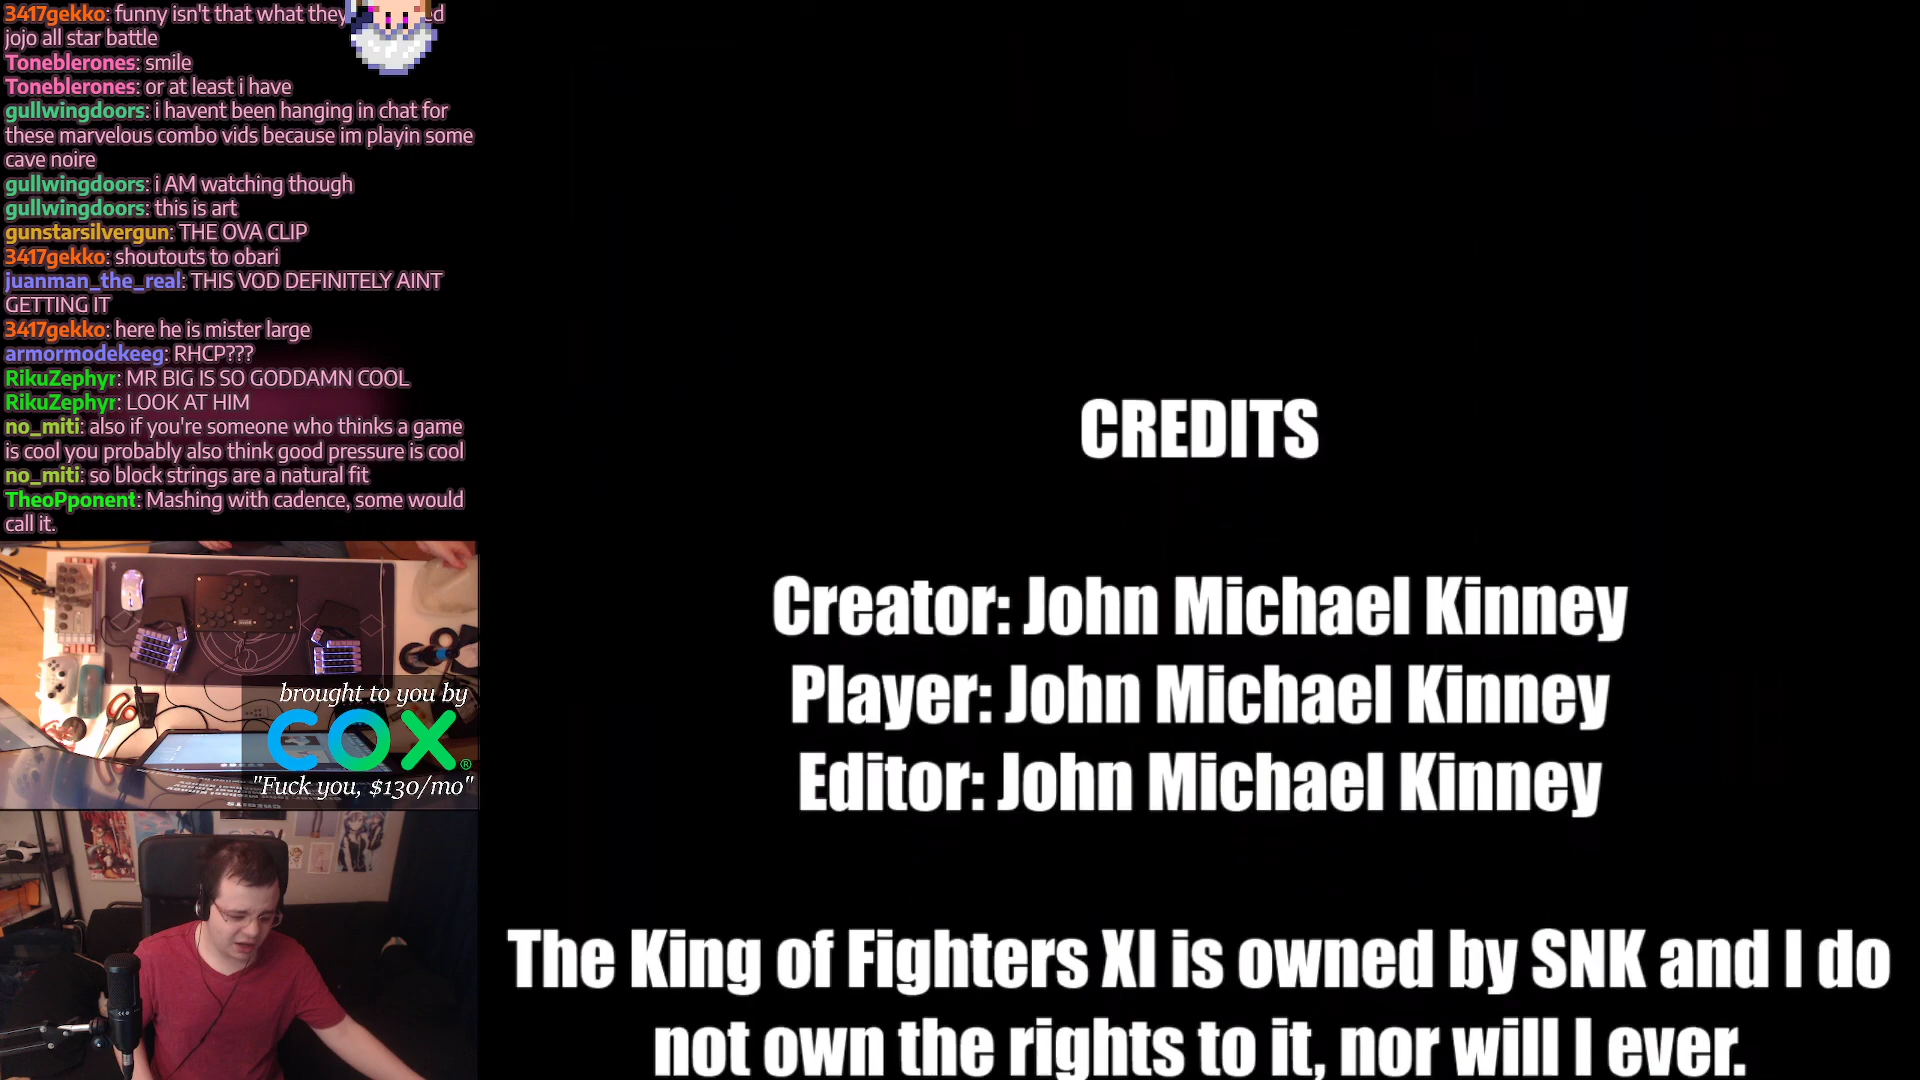 3417gekko: funny isn't that what they d
jojo all star battle
Toneblerones: smile
Toneblerones: or at least i have
gullwingdoors: i havent been hanging in chat for
these marvelous combo vids because im playin some
cave noire
gullwingdoors: i AM watching though
gullwingdoors: this is art
gunstarsilvergun: THE OVA CLIP
3417gekko: shoutouts to obari
juanman_the_real: THIS VOD DEFINITELY AINT
GETTING IT
3417gekko: here he is mister large
armormodekeeg: RHCP???
RikuZephyr: MR BIG IS SO GODDAMN COOL
RikuZephyr: LOOK AT HIM
no_miti: also if you're someone who thinks a game
is cool you probably also think good pressure is cool
no_miti: so block strings are a natural fit
TheoPponent: Mashing with cadence, some would
call it.
brought to you by
COX®
"Fuck you, $130/mo"
CREDITS
Creator: John Michael Kinney
Player: John Michael Kinney
Editor: John Michael Kinney
The King of Fighters XI is owned by SNK and I do
not own the rights to it, nor will I ever.